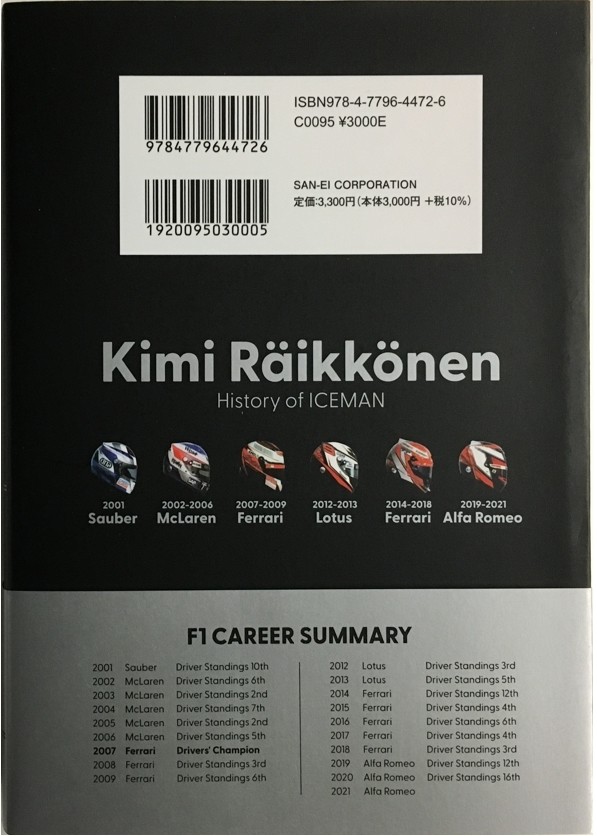 ISBN978-4-7796-4472-6
C0095 ¥3000E
9784779644726
SAN-EI CORPORATION
定価:3,300円(本体3,000円 +税10%)
1920095030005
Kimi Räikkönen
History of ICEMAN
2001
Sauber
2002-2006
McLaren
2007-2009
Ferrari
2012-2013
Lotus
2014-2018
Ferrari
2019-2021
Alfa Romeo
F1 CAREER SUMMARY
2001 Sauber Driver Standings 10th
2002 McLaren Driver Standings 6th
2003 McLaren Driver Standings 2nd
2004 McLaren Driver Standings 7th
2005 McLaren Driver Standings 2nd
2006 McLaren Driver Standings 5th
2007 Ferrari Drivers' Champion
2008 Ferrari Driver Standings 3rd
2009 Ferrari Driver Standings 6th
2012 Lotus Driver Standings 3rd
2013 Lotus Driver Standings 5th
2014 Ferrari Driver Standings 12th
2015 Ferrari Driver Standings 4th
2016 Ferrari Driver Standings 6th
2017 Ferrari Driver Standings 4th
2018 Ferrari Driver Standings 3rd
2019 Alfa Romeo Driver Standings 12th
2020 Alfa Romeo Driver Standings 16th
2021 Alfa Romeo